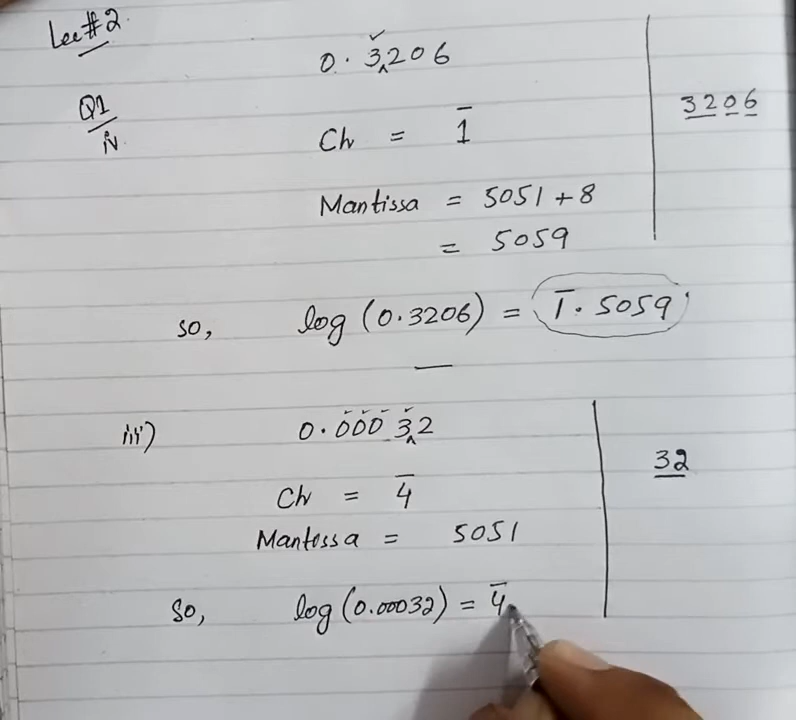 Lec#2
0.3206
Q1
iv
3206
Ch = 1̅
Mantissa = 5051 + 8
= 5059
so, log (0.3206) = 1̅.5059
iii) 0.00032
32
Ch = 4̅
Mantossa = 5051
So, log (0.00032) = 4̅.